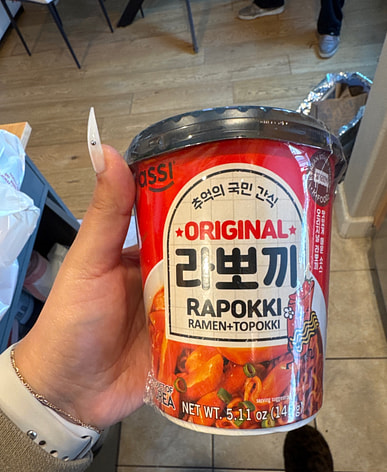 assi
추억의 국민 간식
ORIGINAL
라뽀끼
RAPOKKI
RAMEN+TOPOKKI
NET WT. 5.11 oz